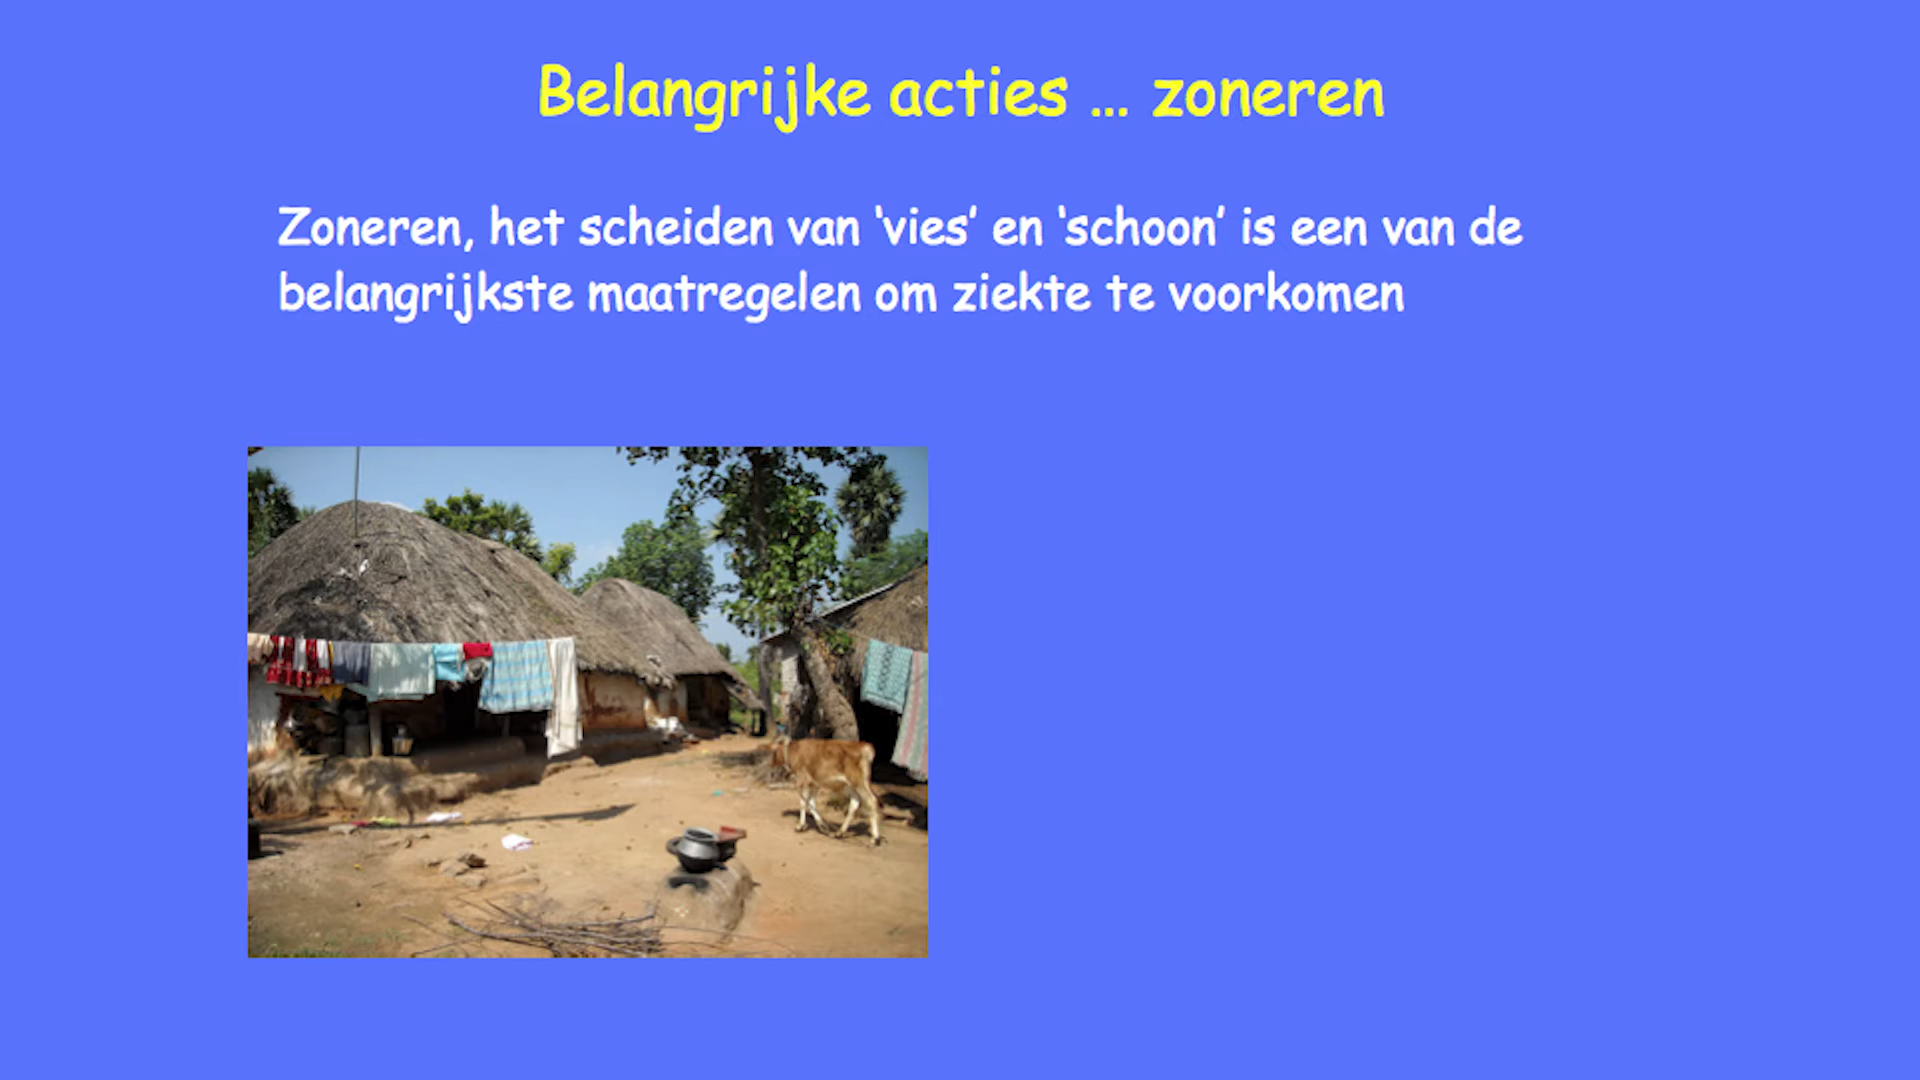 Belangrijke acties … zoneren
Zoneren, het scheiden van ‘vies’ en ‘schoon’ is een van de
belangrijkste maatregelen om ziekte te voorkomen